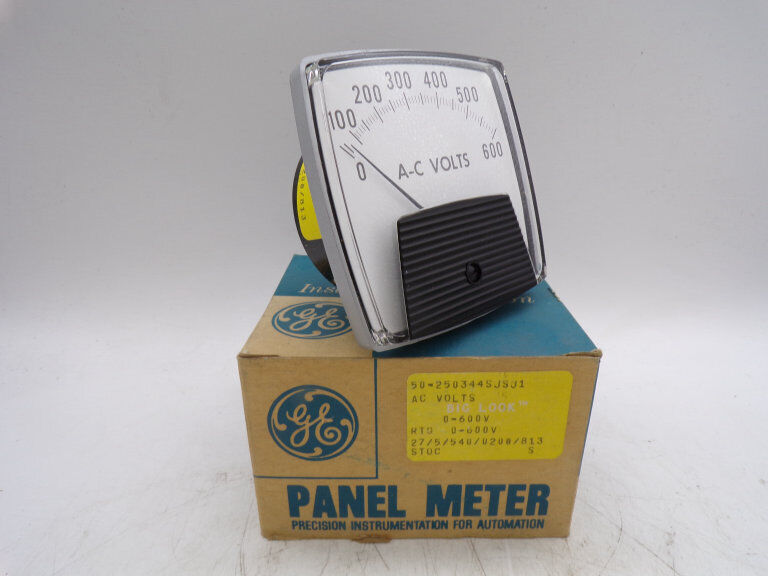 100 200 300 400 500 600
0
A-C VOLTS
GE
GE
50-250344SJSJ1
AC VOLTS
BIG LOOK™
0-600V
RTG 0-600V
27/5/540/0208/813
STOC S
PANEL METER
PRECISION INSTRUMENTATION FOR AUTOMATION